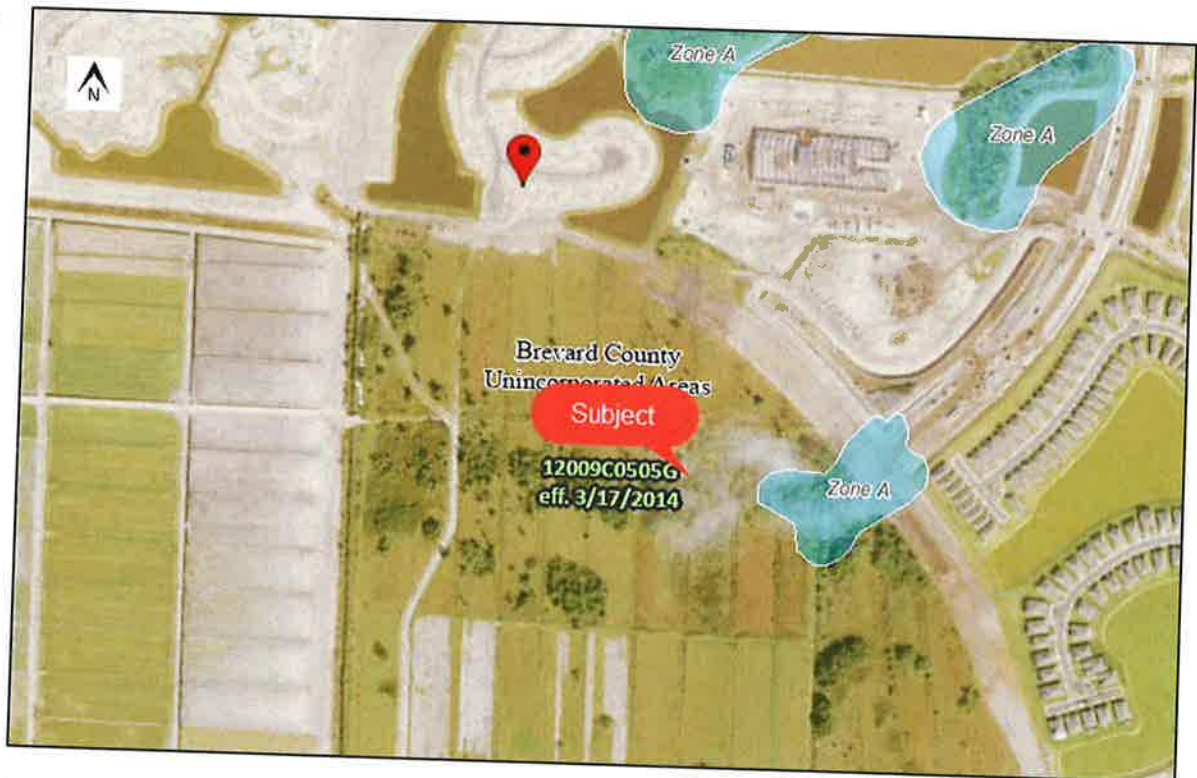 Zone A
N
Zone A
Brevard County
Unincorporated Areas
Subject
12009C0505G
eff. 3/17/2014
Zone A